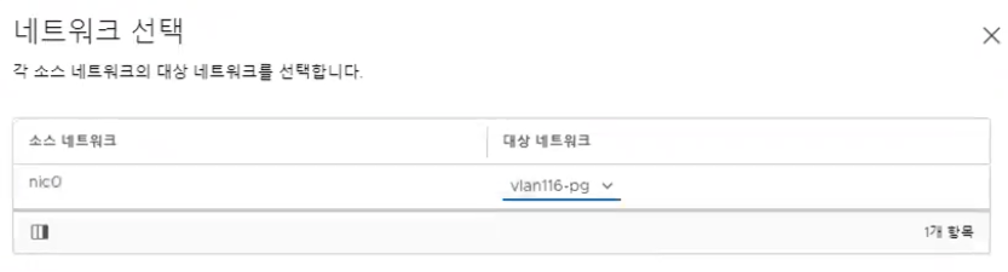 네트워크 선택
각 소스 네트워크의 대상 네트워크를 선택합니다.
소스 네트워크 대상 네트워크
nic0 vlan116-pg
1개 항목